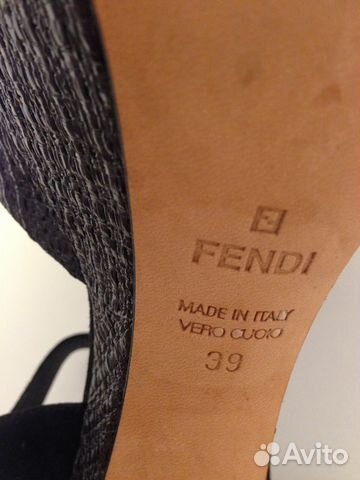 FENDI
MADE IN ITALY
VERO CUOIO
39
Avito